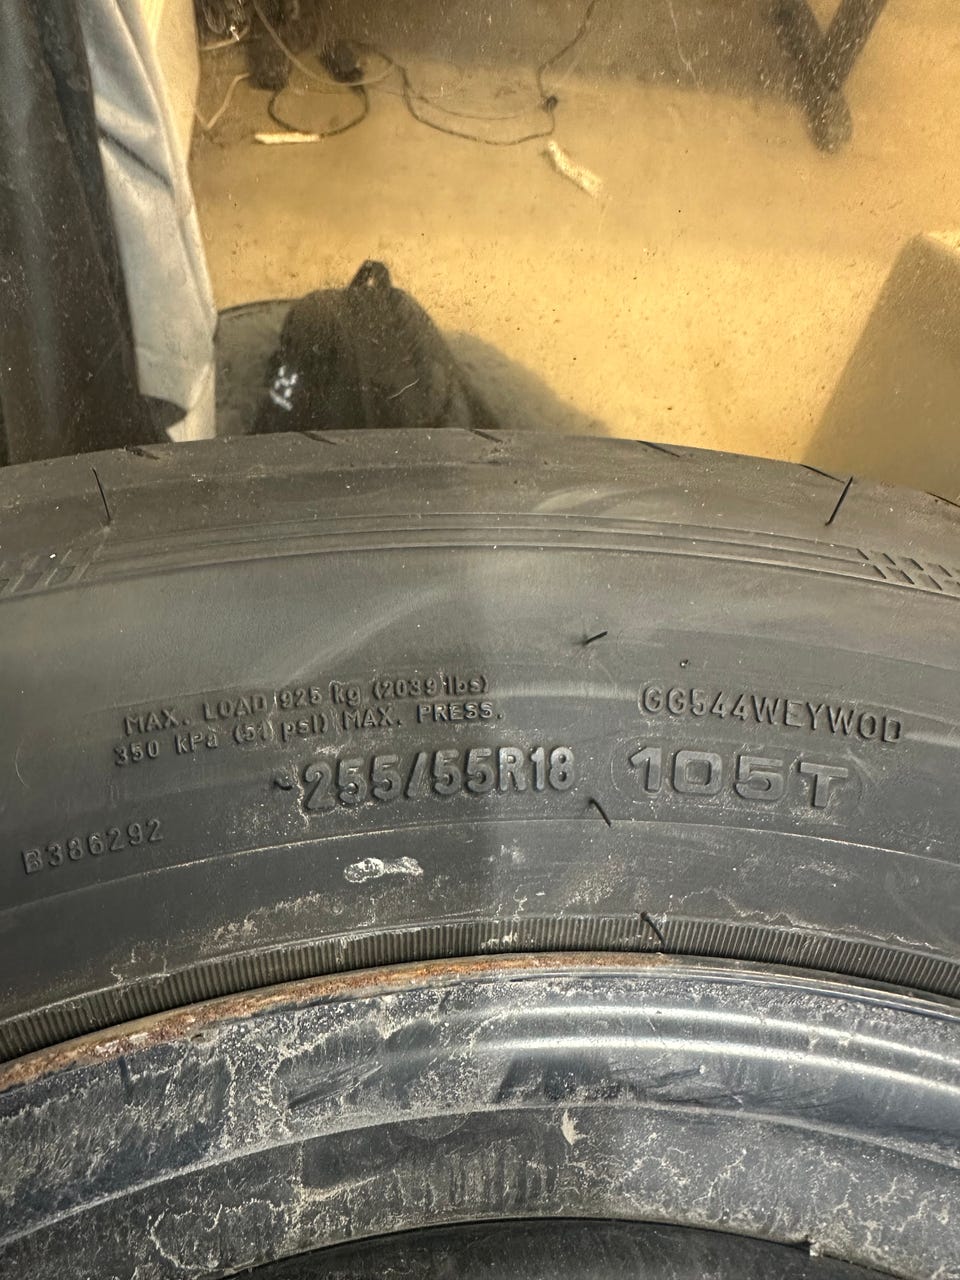 MAX. LOAD 925 kg (2039 lbs)
350 kPa (51 psi) MAX. PRESS.
GG544WEYWOD
255/55R18 105T
B386292